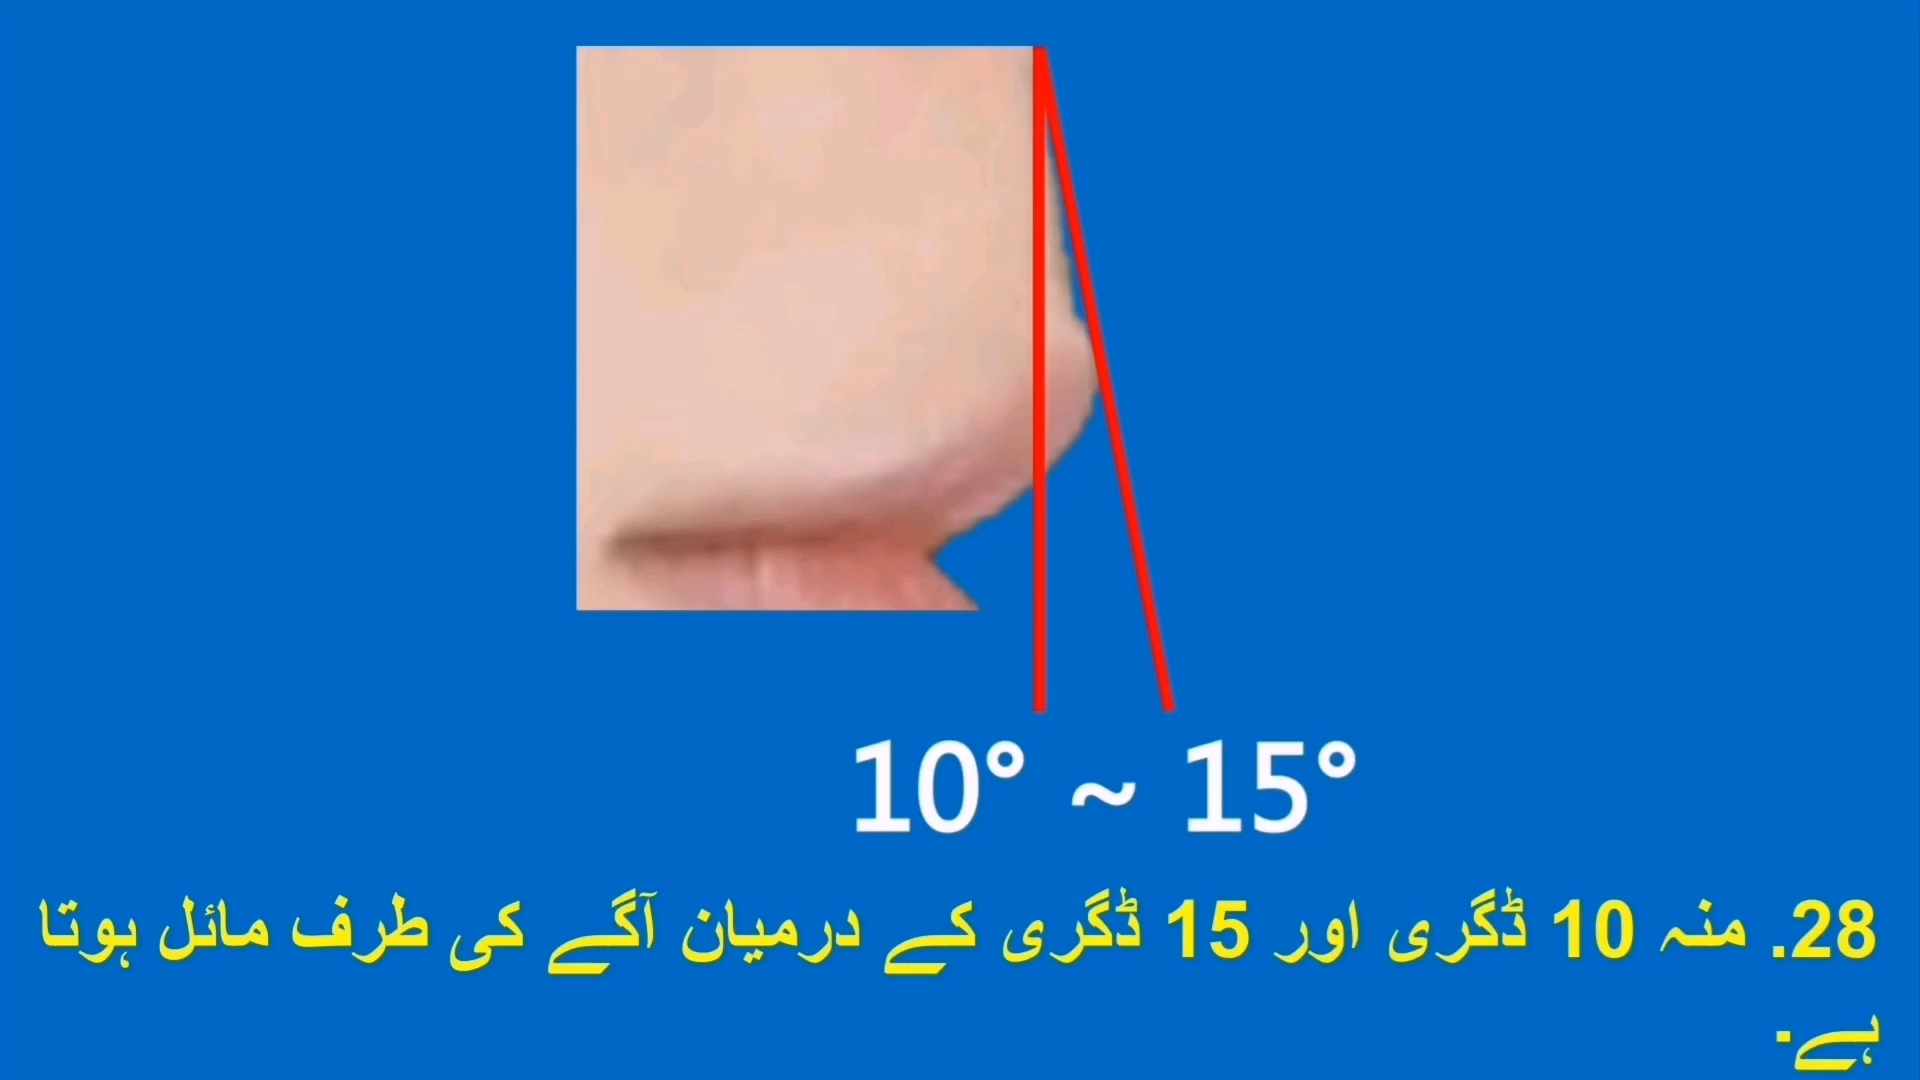 10° ~ 15°
28. منہ 10 ڈگری اور 15 ڈگری کے درمیان آگے کی طرف مائل ہوتا
ہے.